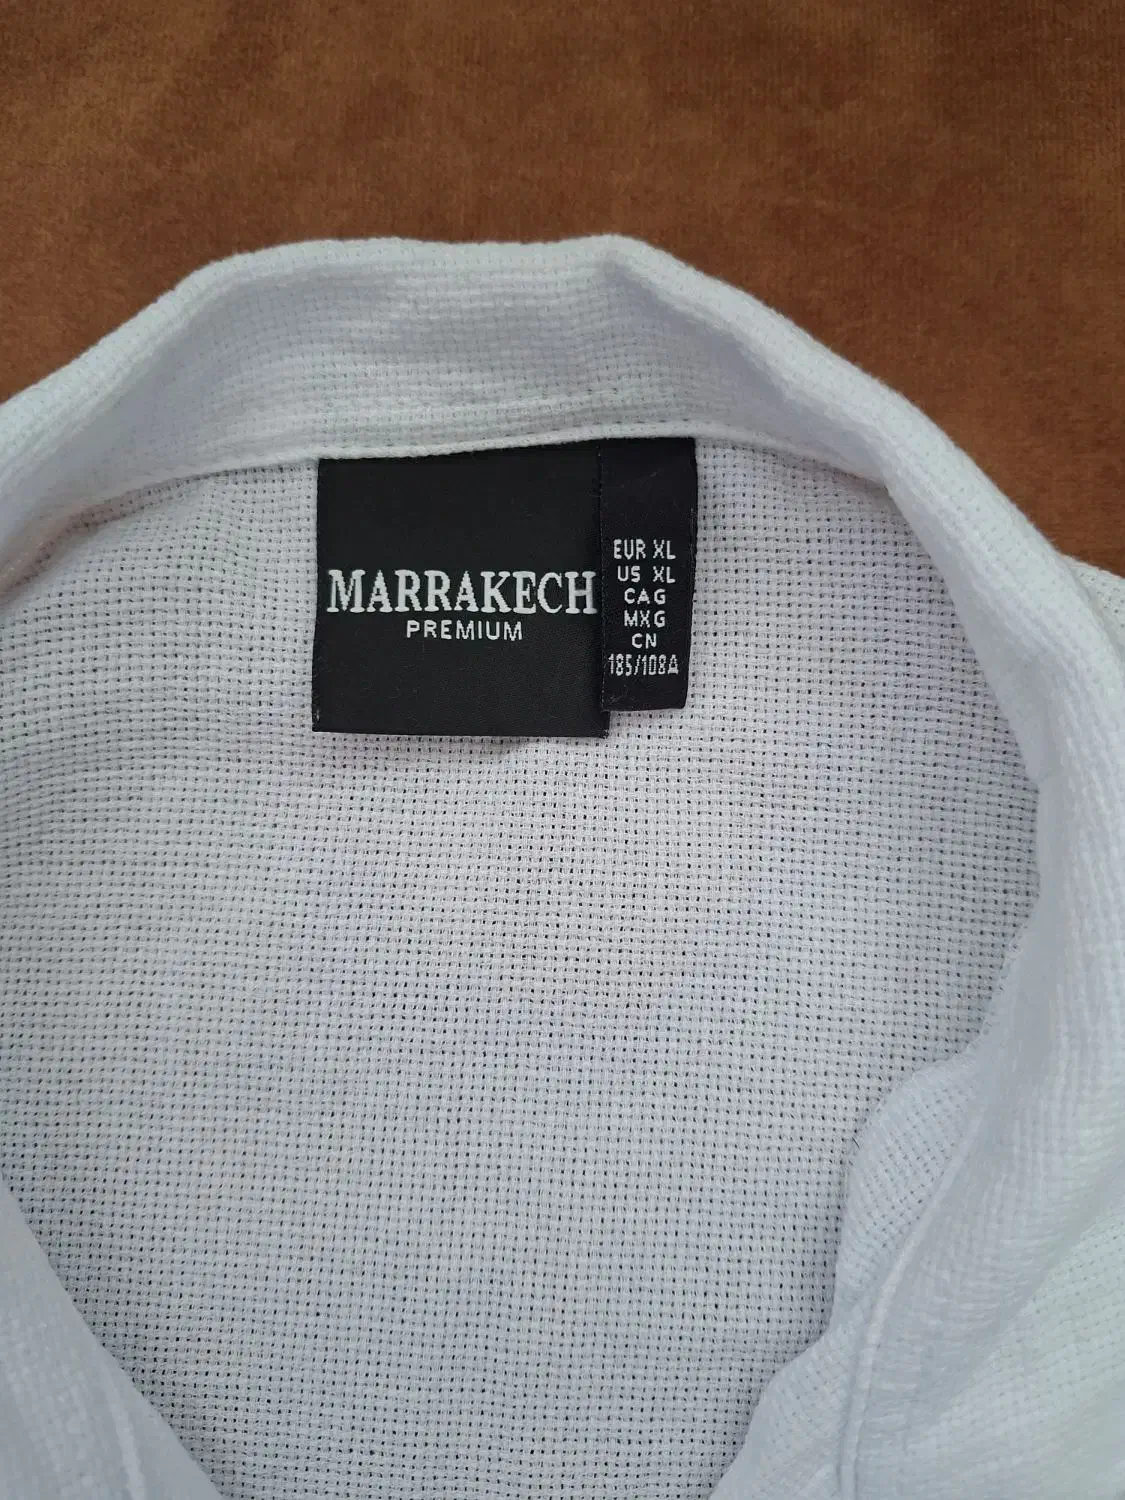 MARRAKECH
PREMIUM
EUR XL
US XL
CA G
MX G
CN
185/108A